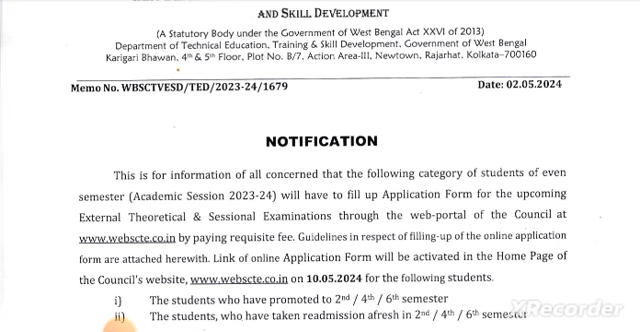 AND SKILL DEVELOPMENT
(A Statutory Body under the Government of West Bengal Act XXVI of 2013)
Department of Technical Education, Training & Skill Development, Government of West Bengal
Karigari Bhawan, 4th & 5th Floor, Plot No. B/7, Action Area-III, Newtown, Rajarhat, Kolkata–700160
Memo No. WBSCTVESD/TED/2023-24/1679 Date: 02.05.2024
NOTIFICATION
This is for information of all concerned that the following category of students of even
semester (Academic Session 2023-24) will have to fill up Application Form for the upcoming
External Theoretical & Sessional Examinations through the web-portal of the Council at
www.webscte.co.in by paying requisite fee. Guidelines in respect of filling-up of the online application
form are attached herewith. Link of online Application Form will be activated in the Home Page of
the Council's website, www.webscte.co.in on 10.05.2024 for the following students.
i) The students who have promoted to 2nd / 4th / 6th semester
ii) The students, who have taken readmission afresh in 2nd / 4th / 6th semester
XRecorder